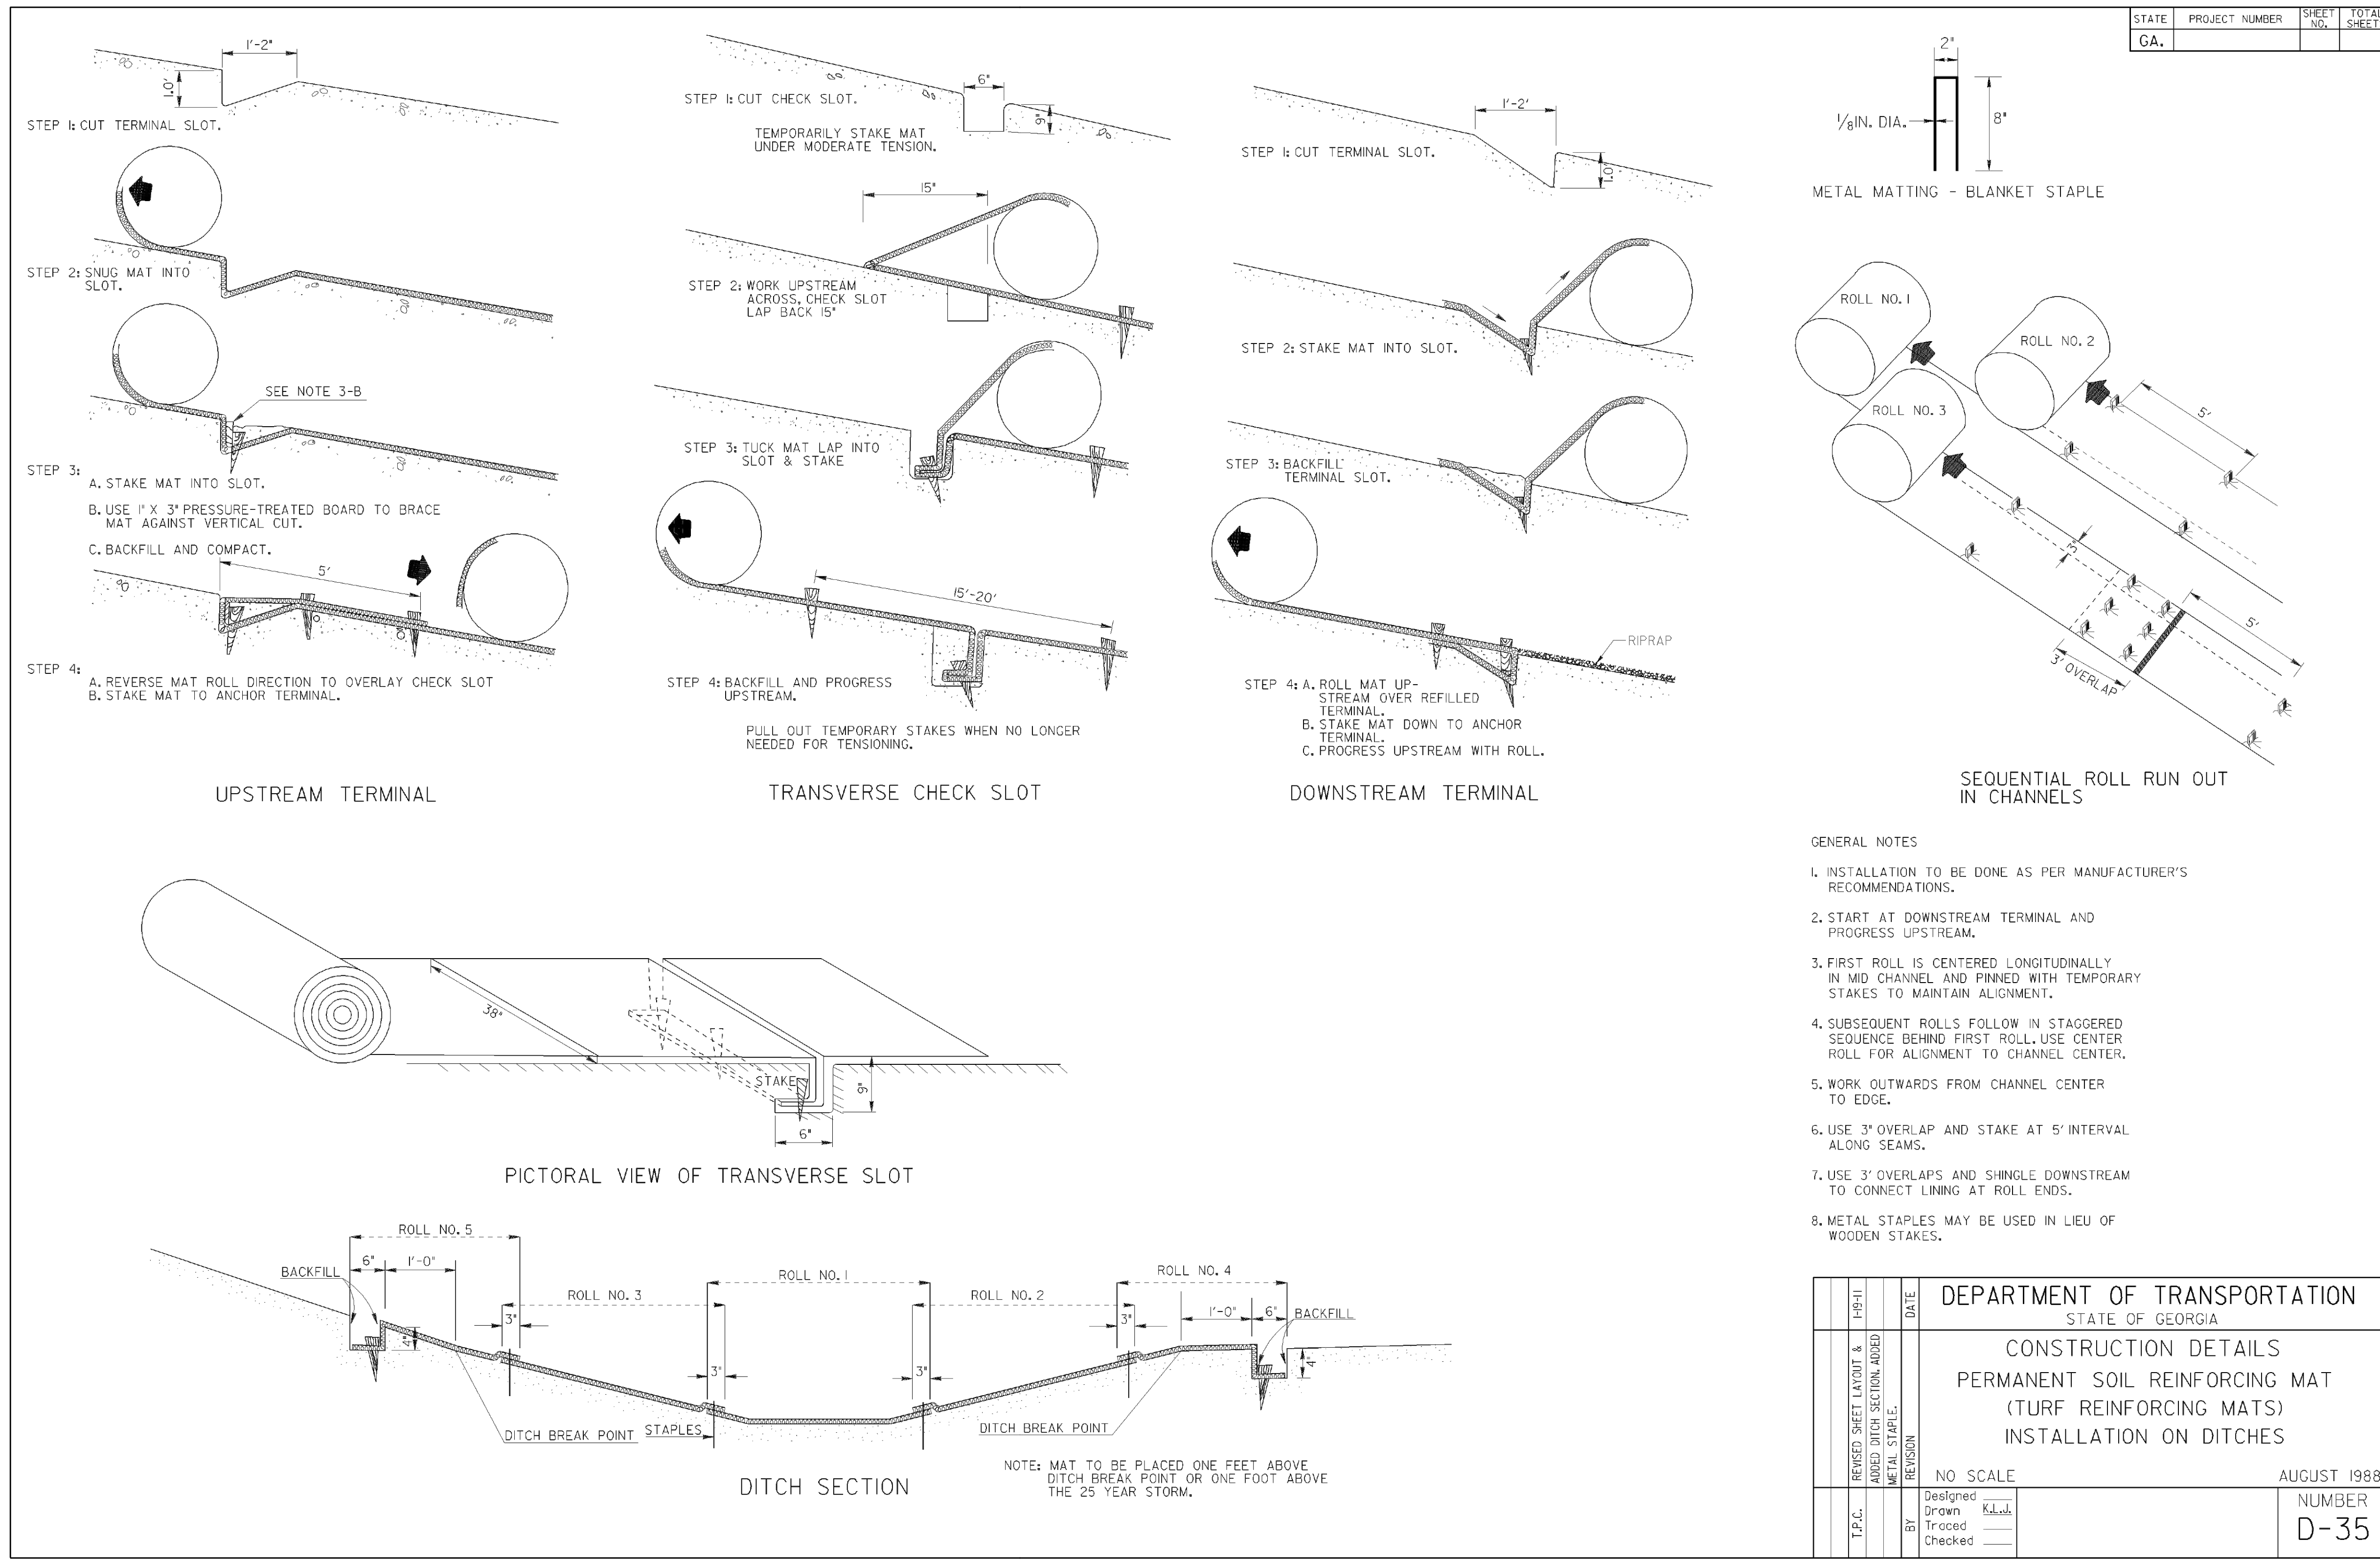 STATE
PROJECT NUMBER
SHEET NO.
TOTAL SHEET
GA.
1'-2"
1.0'
STEP 1: CUT TERMINAL SLOT.
STEP 2: SNUG MAT INTO
SLOT.
SEE NOTE 3-B
STEP 3:
A. STAKE MAT INTO SLOT.
B. USE 1" X 3" PRESSURE-TREATED BOARD TO BRACE
MAT AGAINST VERTICAL CUT.
C. BACKFILL AND COMPACT.
5'
STEP 4:
A. REVERSE MAT ROLL DIRECTION TO OVERLAY CHECK SLOT
B. STAKE MAT TO ANCHOR TERMINAL.
UPSTREAM TERMINAL
6"
9"
STEP 1: CUT CHECK SLOT.
TEMPORARILY STAKE MAT
UNDER MODERATE TENSION.
15"
STEP 2: WORK UPSTREAM
ACROSS, CHECK SLOT
LAP BACK 15"
STEP 3: TUCK MAT LAP INTO
SLOT & STAKE
15'-20'
STEP 4: BACKFILL AND PROGRESS
UPSTREAM.
PULL OUT TEMPORARY STAKES WHEN NO LONGER
NEEDED FOR TENSIONING.
TRANSVERSE CHECK SLOT
1'-2'
1.0'
STEP 1: CUT TERMINAL SLOT.
STEP 2: STAKE MAT INTO SLOT.
STEP 3: BACKFILL
TERMINAL SLOT.
RIPRAP
STEP 4: A. ROLL MAT UP-
STREAM OVER REFILLED
TERMINAL.
B. STAKE MAT DOWN TO ANCHOR
TERMINAL.
C. PROGRESS UPSTREAM WITH ROLL.
DOWNSTREAM TERMINAL
2"
1/8IN. DIA.
8"
METAL MATTING - BLANKET STAPLE
ROLL NO. 1
ROLL NO. 2
ROLL NO. 3
5'
3"
5'
3' OVERLAP
SEQUENTIAL ROLL RUN OUT
IN CHANNELS
GENERAL NOTES
1. INSTALLATION TO BE DONE AS PER MANUFACTURER'S
RECOMMENDATIONS.
2. START AT DOWNSTREAM TERMINAL AND
PROGRESS UPSTREAM.
3. FIRST ROLL IS CENTERED LONGITUDINALLY
IN MID CHANNEL AND PINNED WITH TEMPORARY
STAKES TO MAINTAIN ALIGNMENT.
4. SUBSEQUENT ROLLS FOLLOW IN STAGGERED
SEQUENCE BEHIND FIRST ROLL. USE CENTER
ROLL FOR ALIGNMENT TO CHANNEL CENTER.
5. WORK OUTWARDS FROM CHANNEL CENTER
TO EDGE.
6. USE 3" OVERLAP AND STAKE AT 5' INTERVAL
ALONG SEAMS.
7. USE 3' OVERLAPS AND SHINGLE DOWNSTREAM
TO CONNECT LINING AT ROLL ENDS.
8. METAL STAPLES MAY BE USED IN LIEU OF
WOODEN STAKES.
38"
STAKE
9"
6"
PICTORAL VIEW OF TRANSVERSE SLOT
ROLL NO. 5
6"
1'-0"
BACKFILL
ROLL NO. 3
ROLL NO. 1
ROLL NO. 2
ROLL NO. 4
1'-0"
6"
BACKFILL
3"
4"
3"
3"
3"
4"
DITCH BREAK POINT
STAPLES
DITCH BREAK POINT
DITCH SECTION
NOTE: MAT TO BE PLACED ONE FEET ABOVE
DITCH BREAK POINT OR ONE FOOT ABOVE
THE 25 YEAR STORM.
1-19-11
DATE
REVISED SHEET LAYOUT &
ADDED DITCH SECTION. ADDED
METAL STAPLE.
REVISION
T.P.C.
BY
DEPARTMENT OF TRANSPORTATION
STATE OF GEORGIA
CONSTRUCTION DETAILS
PERMANENT SOIL REINFORCING MAT
(TURF REINFORCING MATS)
INSTALLATION ON DITCHES
NO SCALE
AUGUST 1988
Designed
Drawn K.L.J.
Traced
Checked
NUMBER
D-35